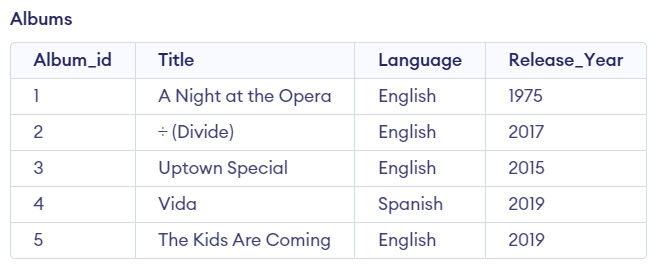 Albums
Album_id Title Language Release_Year
1 A Night at the Opera English 1975
2 ÷ (Divide) English 2017
3 Uptown Special English 2015
4 Vida Spanish 2019
5 The Kids Are Coming English 2019